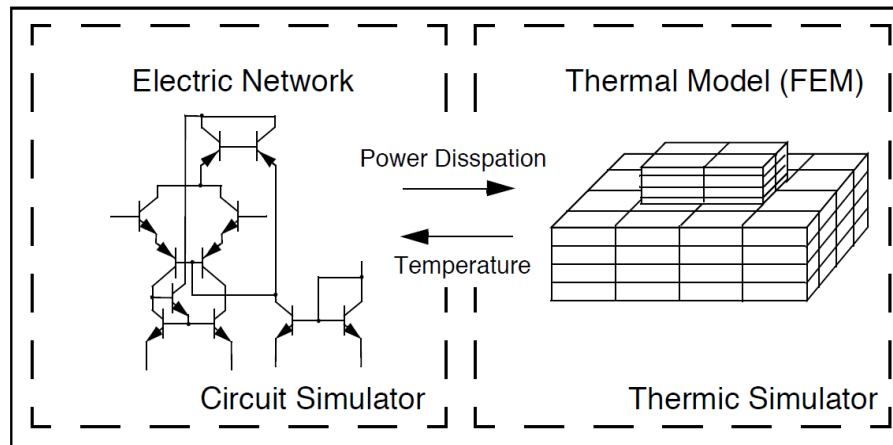 Electric Network
Thermal Model (FEM)
Power Disspation
Temperature
Circuit Simulator
Thermic Simulator